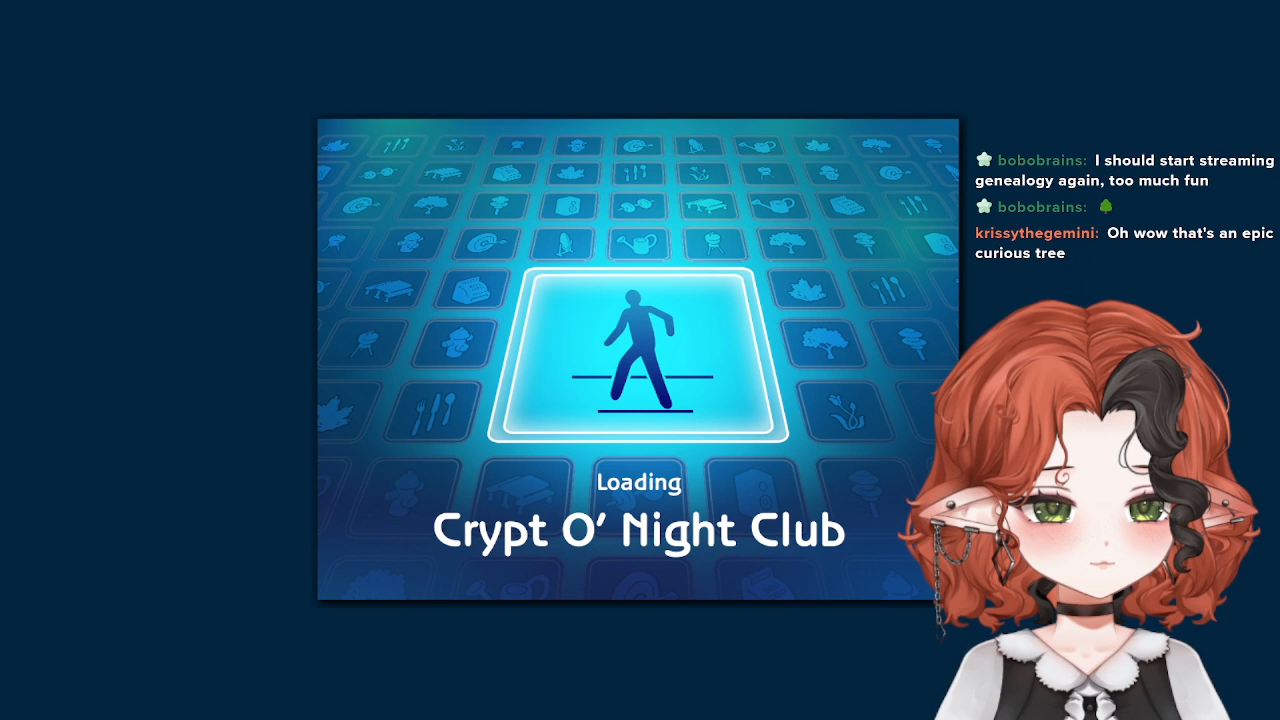 Loading
Crypt O' Night Club
bobobrains: I should start streaming
genealogy again, too much fun
bobobrains:
krissythegemini: Oh wow that's an epic
curious tree